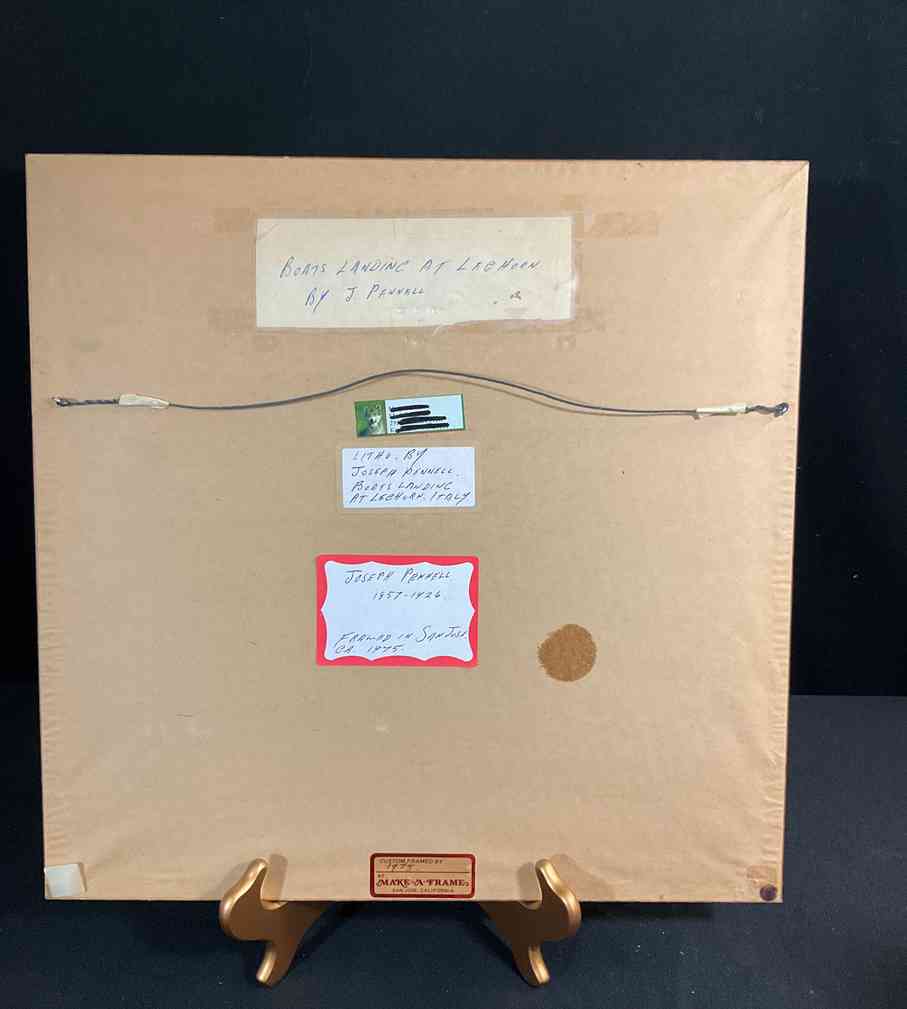 BOATS LANDING AT LEGHORN
BY J PENNELL
LITHO. BY
JOSEPH PENNELL.
BOATS LANDING
AT LEGHORN. ITALY
JOSEPH PENNELL
1857-1926
FRAMED IN SAN JOSE.
CA. 1975.
CUSTOM FRAMED BY
1975
AT
MAKE-A-FRAME
SAN JOSE, CALIFORNIA